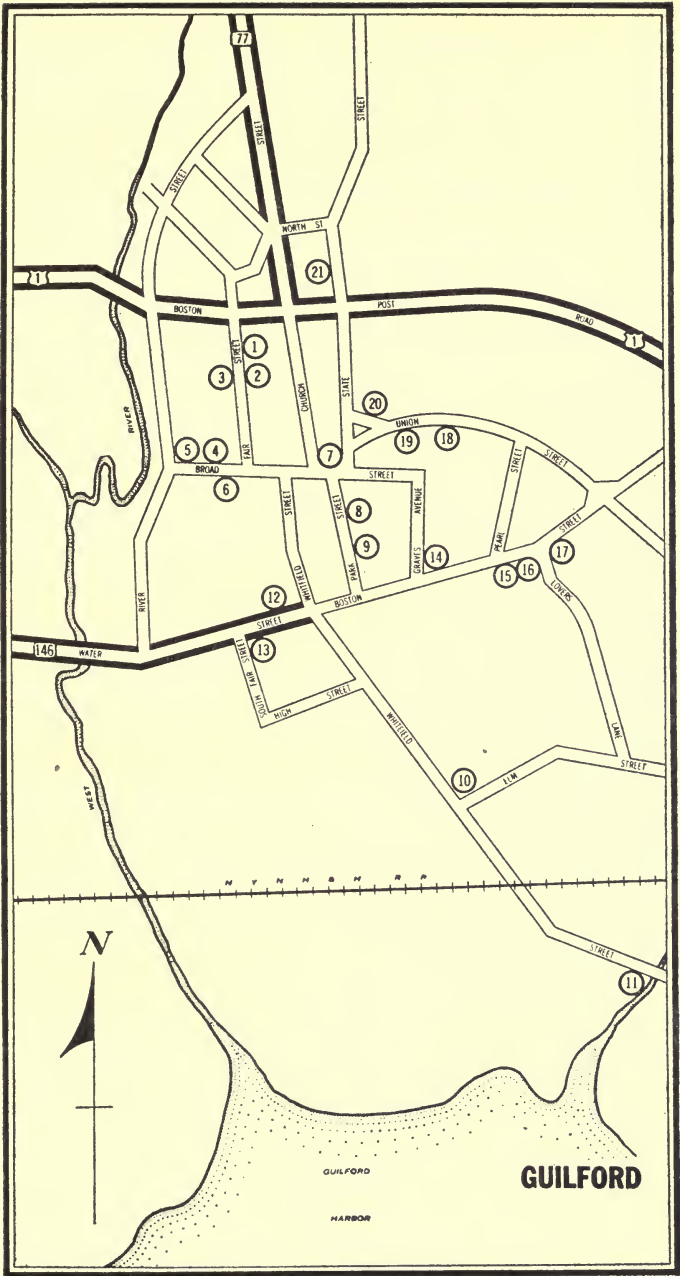 77
STREET
STREET
STREET
NORTH ST
21
1
BOSTON
POST
ROAD
1
STREET
1
3
2
CHURCH
STATE
20
RIVER
UNION
19
18
FAIR
5
4
7
BROAD
STREET
STREET
STREET
6
STREET
STREET
AVENUE
8
STREET
PEARL
9
14
17
PARK
GRAVES
15
16
WHITFIELD
12
BOSTON
LOVERS
RIVER
STREET
13
146
WATER
STREET
SOUTH FAIR
HIGH
STREET
WHITFIELD
LANE
10
ELM
STREET
WEST
N Y N H & H R R
N
STREET
11
GUILFORD
HARBOR
GUILFORD